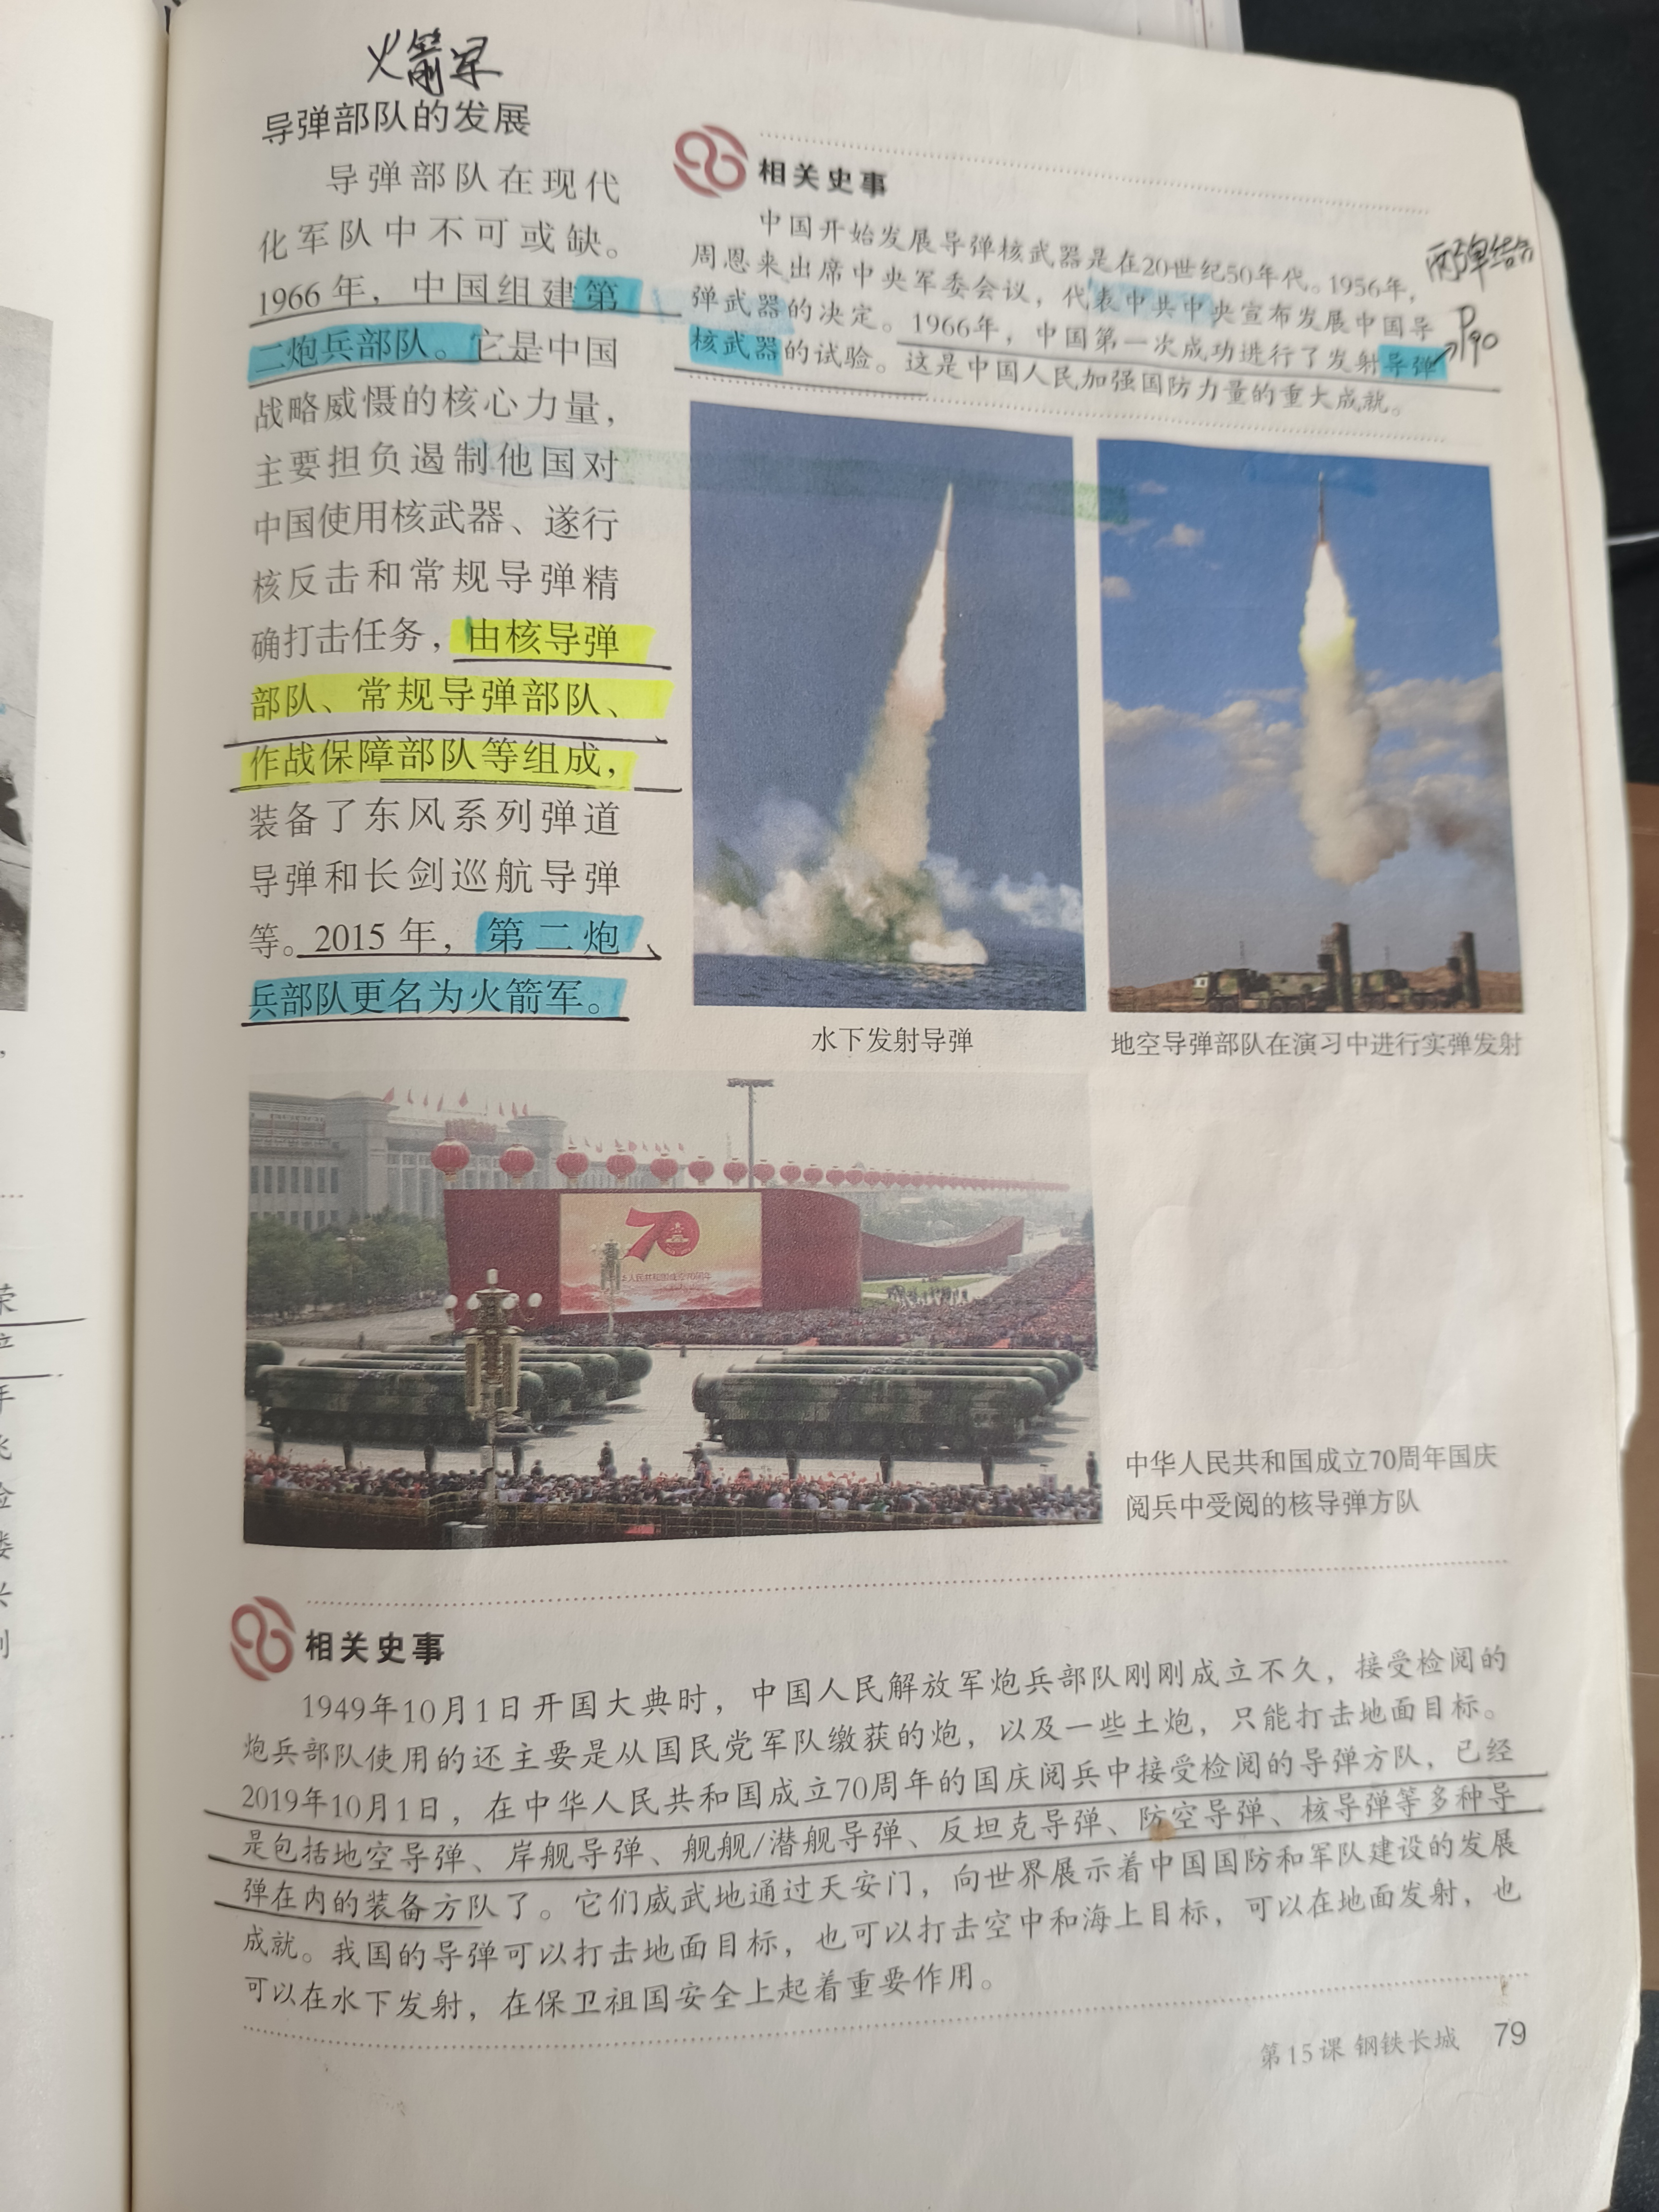 火箭军
导弹部队的发展
导弹部队在现代
化军队中不可或缺。
1966年，中国组建第
二炮兵部队。它是中国
战略威慑的核心力量，
主要担负遏制他国对
中国使用核武器、遂行
核反击和常规导弹精
确打击任务，由核导弹
部队、常规导弹部队、
作战保障部队等组成，
装备了东风系列弹道
导弹和长剑巡航导弹
等。2015年，第二炮
兵部队更名为火箭军。
相关史事
中国开始发展导弹核武器是在20世纪50年代。1956年，
周恩来出席中央军委会议，代表中共中央宣布发展中国导
弹武器的决定。1966年，中国第一次成功进行了发射导弹
核武器的试验。这是中国人民加强国防力量的重大成就。
两弹结合
P90
水下发射导弹
地空导弹部队在演习中进行实弹发射
70
中华人民共和国成立70周年
中华人民共和国成立70周年国庆
阅兵中受阅的核导弹方队
相关史事
1949年10月1日开国大典时，中国人民解放军炮兵部队刚刚成立不久，接受检阅的
炮兵部队使用的还主要是从国民党军队缴获的炮，以及一些土炮，只能打击地面目标。
2019年10月1日，在中华人民共和国成立70周年的国庆阅兵中接受检阅的导弹方队，已经
是包括地空导弹、岸舰导弹、舰舰/潜舰导弹、反坦克导弹、防空导弹、核导弹等多种导
弹在内的装备方队了。它们威武地通过天安门，向世界展示着中国国防和军队建设的发展
成就。我国的导弹可以打击地面目标，也可以打击空中和海上目标，可以在地面发射，也
可以在水下发射，在保卫祖国安全上起着重要作用。
第15课 钢铁长城 79